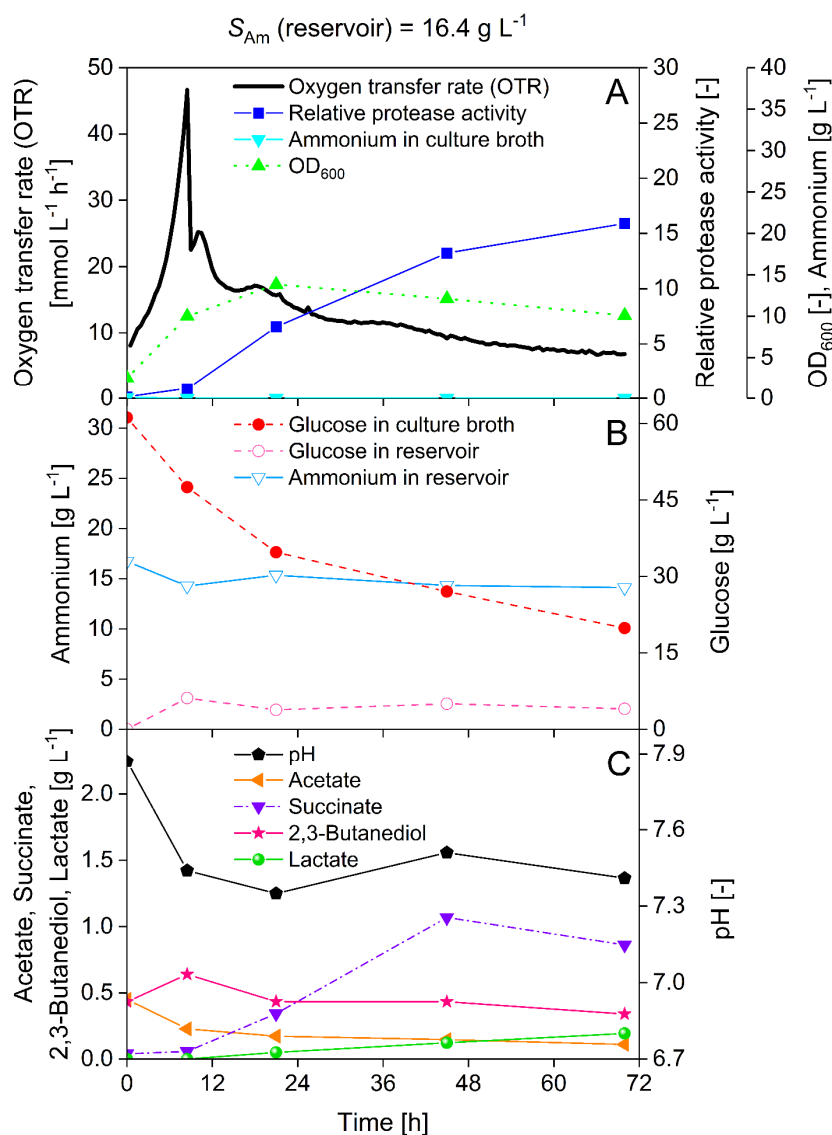 S_Am (reservoir) = 16.4 g L⁻¹
Oxygen transfer rate (OTR)
[mmol L⁻¹ h⁻¹]
50
40
30
20
10
0
A
Oxygen transfer rate (OTR)
Relative protease activity
Ammonium in culture broth
OD₆₀₀
30
25
20
15
10
5
0
Relative protease activity [-]
40
35
30
25
20
15
10
5
0
OD₆₀₀ [-], Ammonium [g L⁻¹]
Ammonium [g L⁻¹]
30
25
20
15
10
5
0
B
Glucose in culture broth
Glucose in reservoir
Ammonium in reservoir
60
45
30
15
0
Glucose [g L⁻¹]
Acetate, Succinate,
2,3-Butanediol, Lactate [g L⁻¹]
2.0
1.5
1.0
0.5
0.0
C
pH
Acetate
Succinate
2,3-Butanediol
Lactate
7.9
7.6
7.3
7.0
6.7
pH [-]
0 12 24 36 48 60 72
Time [h]